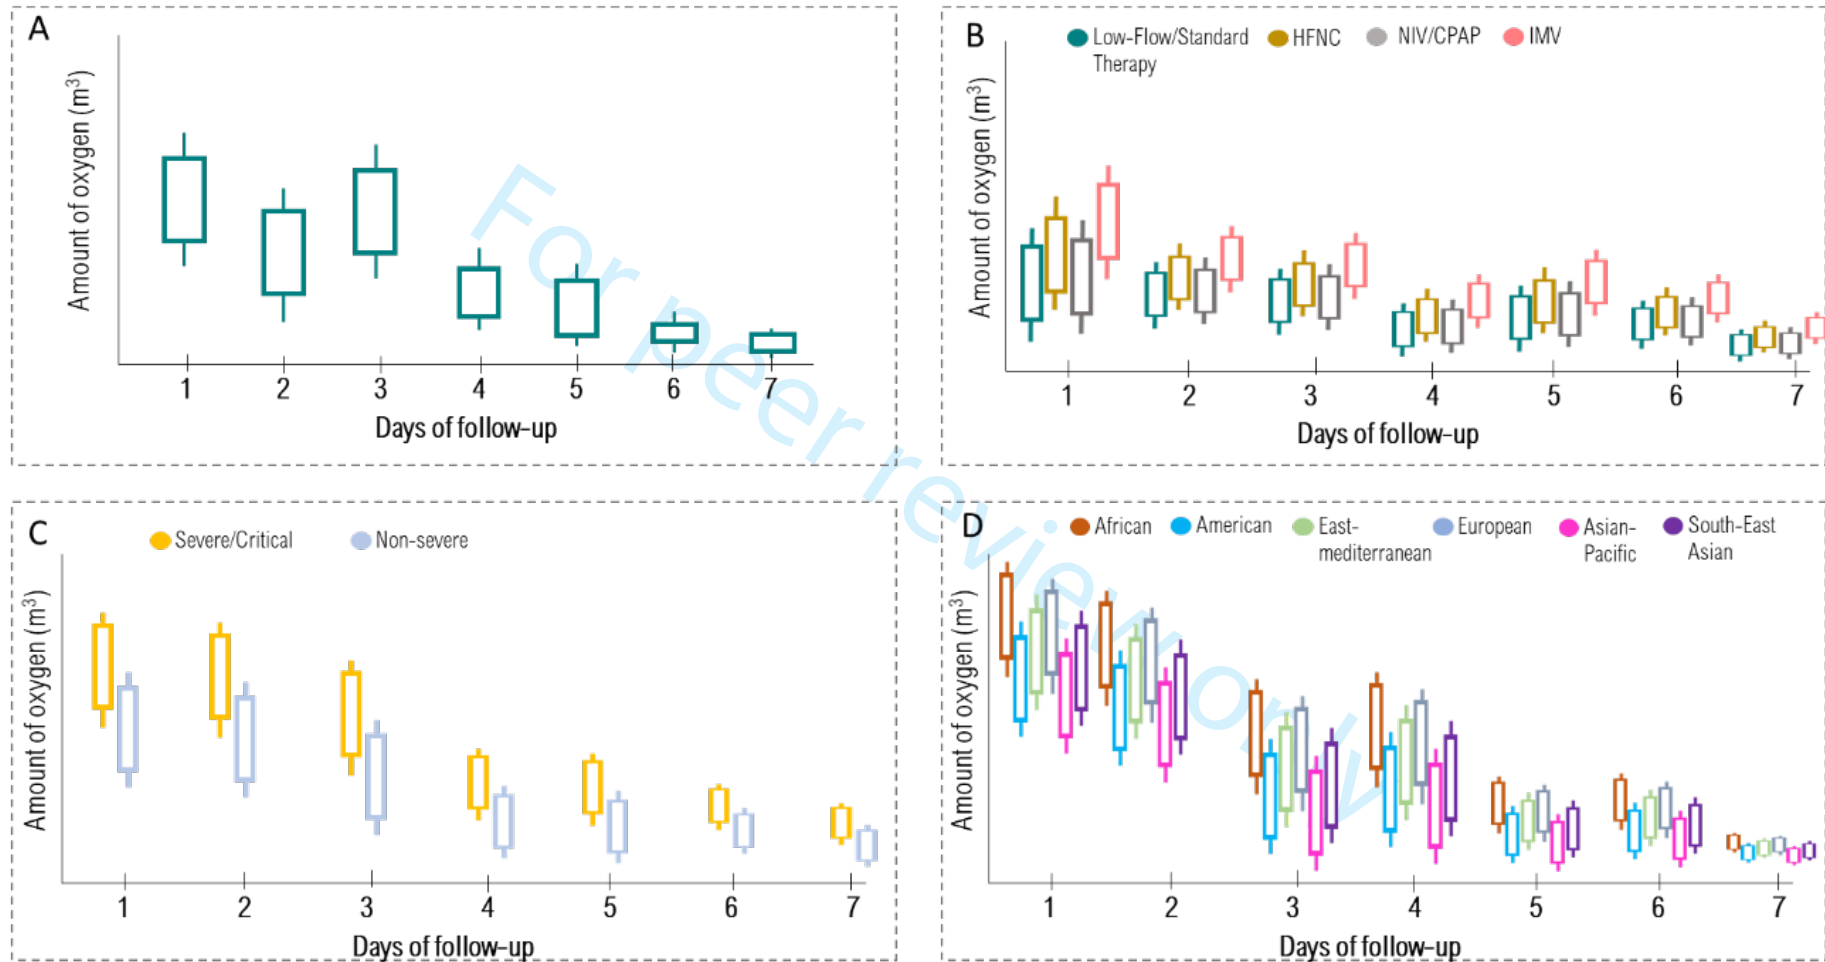 A
Amount of oxygen (m³)
1 2 3 4 5 6 7
Days of follow-up
B
Low-Flow/Standard
Therapy
HFNC
NIV/CPAP
IMV
Amount of oxygen (m³)
1 2 3 4 5 6 7
Days of follow-up
C
Severe/Critical
Non-severe
Amount of oxygen (m³)
1 2 3 4 5 6 7
Days of follow-up
D
African
American
East-
mediterranean
European
Asian-
Pacific
South-East
Asian
Amount of oxygen (m³)
1 2 3 4 5 6 7
Days of follow-up
For peer review only